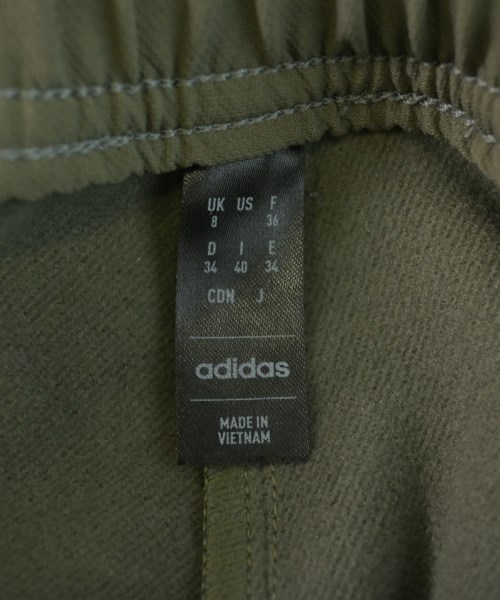 UK US F
8 36
D I E
34 40 34
CDN J
adidas
MADE IN
VIETNAM